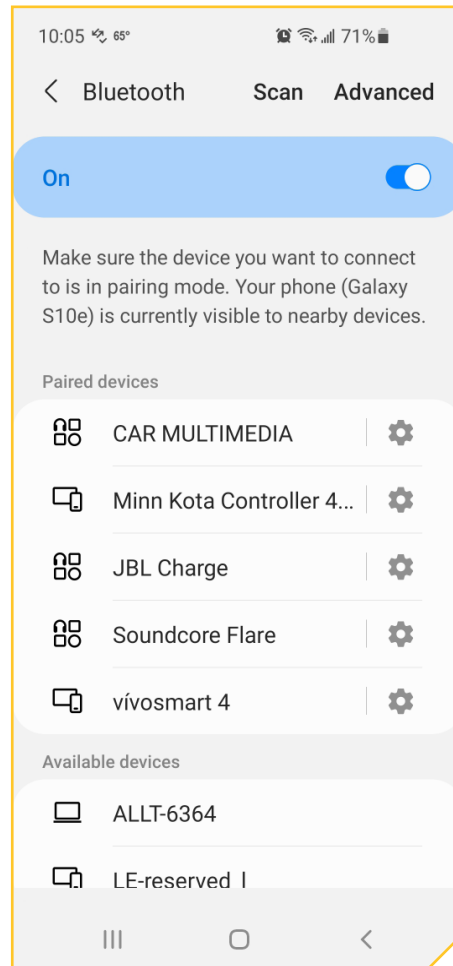 10:05 65° 71%
Bluetooth Scan Advanced
On
Make sure the device you want to connect
to is in pairing mode. Your phone (Galaxy
S10e) is currently visible to nearby devices.
Paired devices
CAR MULTIMEDIA
Minn Kota Controller 4...
JBL Charge
Soundcore Flare
vívosmart 4
Available devices
ALLT-6364
LE-reserved_l